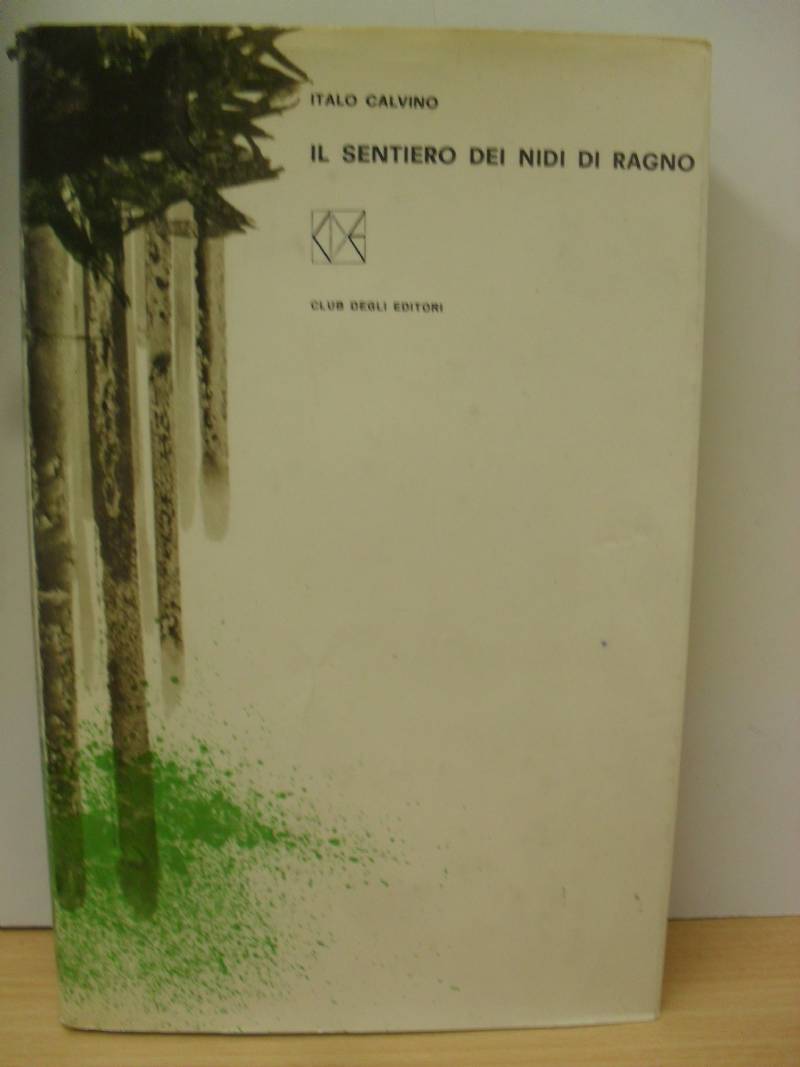 ITALO CALVINO
IL SENTIERO DEI NIDI DI RAGNO
CLUB DEGLI EDITORI